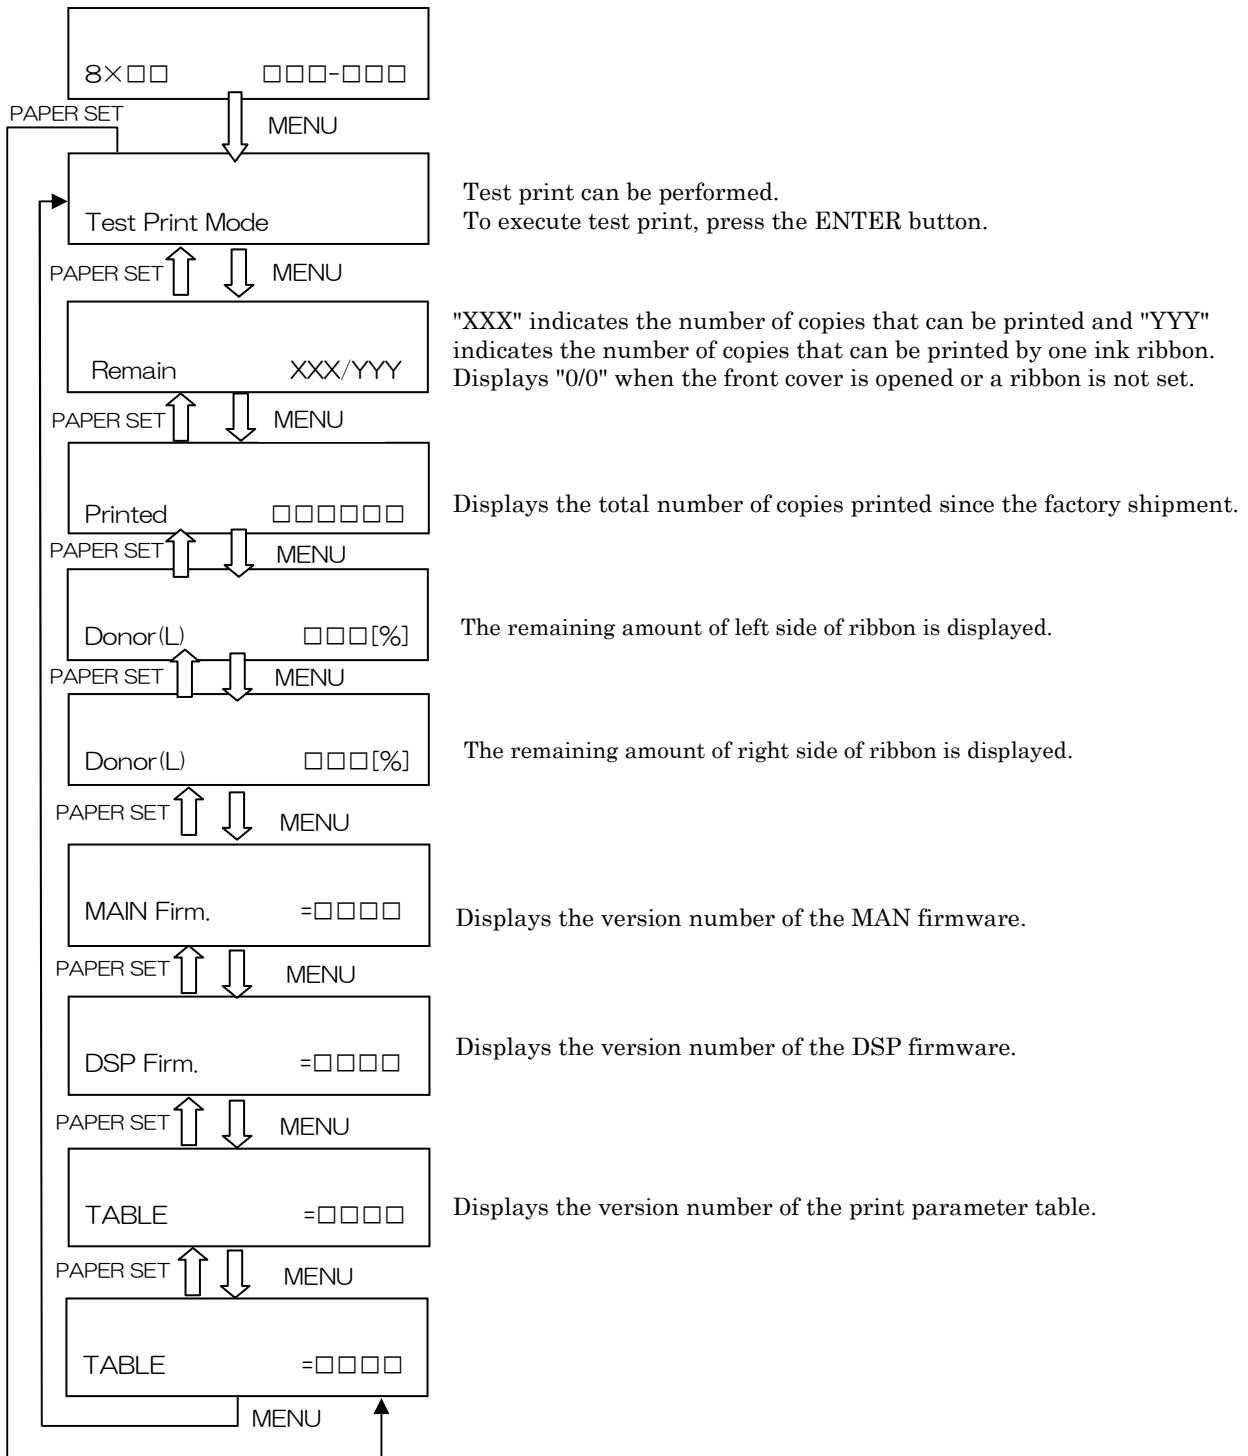 8×□□ □□□-□□□
PAPER SET
MENU
Test Print Mode
Test print can be performed.
To execute test print, press the ENTER button.
PAPER SET MENU
Remain XXX/YYY
"XXX" indicates the number of copies that can be printed and "YYY"
indicates the number of copies that can be printed by one ink ribbon.
Displays "0/0" when the front cover is opened or a ribbon is not set.
PAPER SET MENU
Printed □□□□□□
Displays the total number of copies printed since the factory shipment.
PAPER SET MENU
Donor(L) □□□[%]
The remaining amount of left side of ribbon is displayed.
PAPER SET MENU
Donor(L) □□□[%]
The remaining amount of right side of ribbon is displayed.
PAPER SET MENU
MAIN Firm. =□□□□
Displays the version number of the MAN firmware.
PAPER SET MENU
DSP Firm. =□□□□
Displays the version number of the DSP firmware.
PAPER SET MENU
TABLE =□□□□
Displays the version number of the print parameter table.
PAPER SET MENU
TABLE =□□□□
MENU